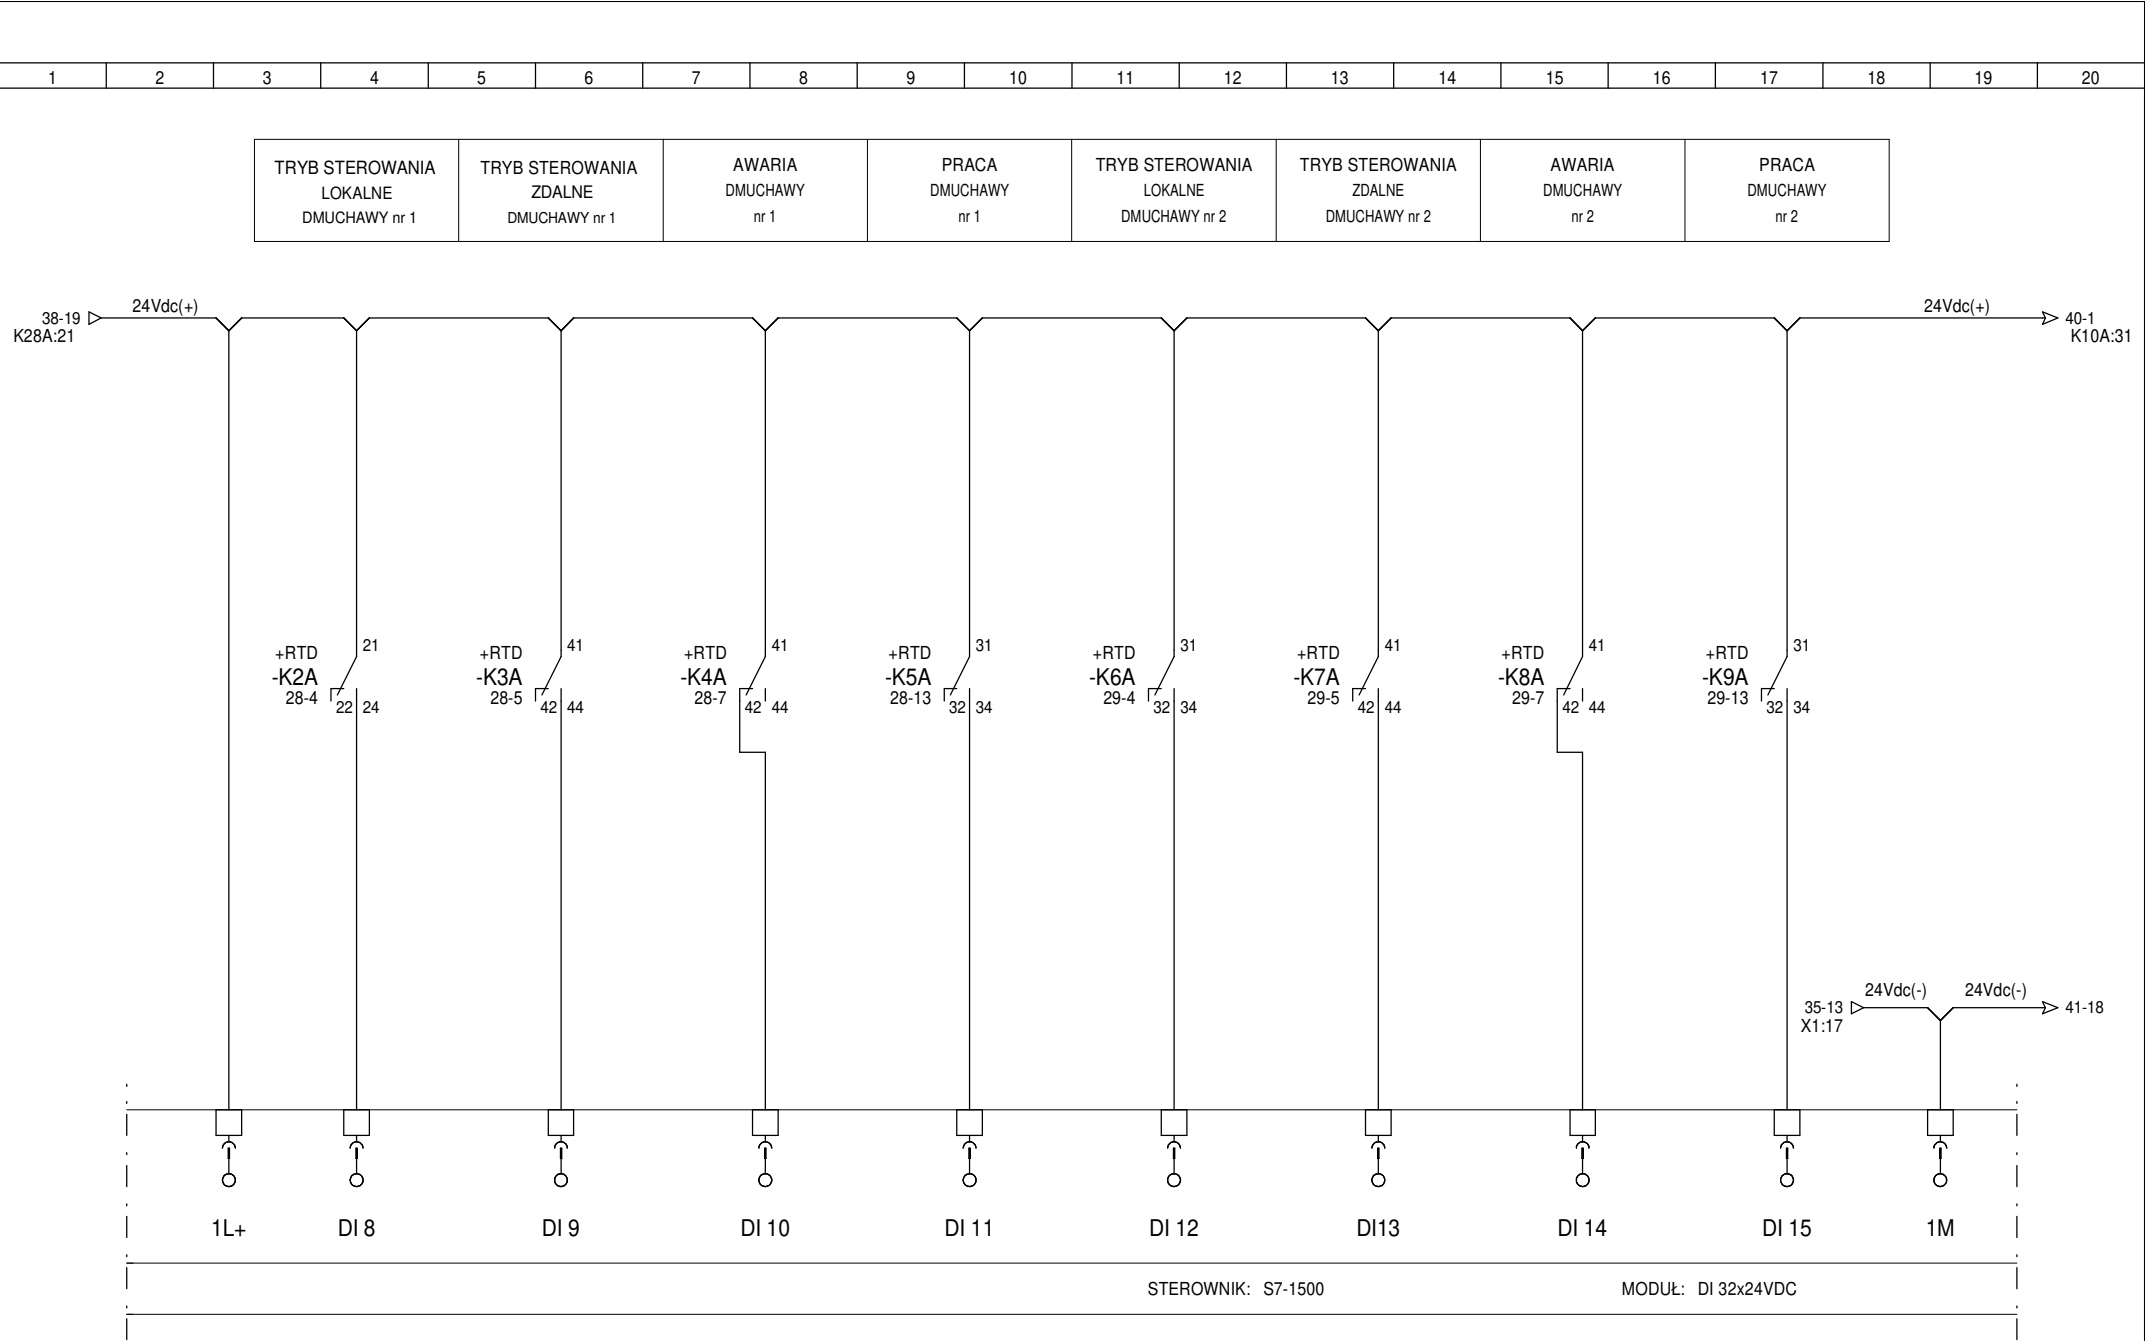 1 2 3 4 5 6 7 8 9 10 11 12 13 14 15 16 17 18 19 20
TRYB STEROWANIA
LOKALNE
DMUCHAWY nr 1
TRYB STEROWANIA
ZDALNE
DMUCHAWY nr 1
AWARIA
DMUCHAWY
nr 1
PRACA
DMUCHAWY
nr 1
TRYB STEROWANIA
LOKALNE
DMUCHAWY nr 2
TRYB STEROWANIA
ZDALNE
DMUCHAWY nr 2
AWARIA
DMUCHAWY
nr 2
PRACA
DMUCHAWY
nr 2
38-19
K28A:21
24Vdc(+)
24Vdc(+)
40-1
K10A:31
+RTD
-K2A
28-4
21
22 24
+RTD
-K3A
28-5
41
42 44
+RTD
-K4A
28-7
41
42 44
+RTD
-K5A
28-13
31
32 34
+RTD
-K6A
29-4
31
32 34
+RTD
-K7A
29-5
41
42 44
+RTD
-K8A
29-7
41
42 44
+RTD
-K9A
29-13
31
32 34
35-13
X1:17
24Vdc(-)
24Vdc(-)
41-18
1L+
DI 8
DI 9
DI 10
DI 11
DI 12
DI13
DI 14
DI 15
1M
STEROWNIK: S7-1500
MODUŁ: DI 32x24VDC